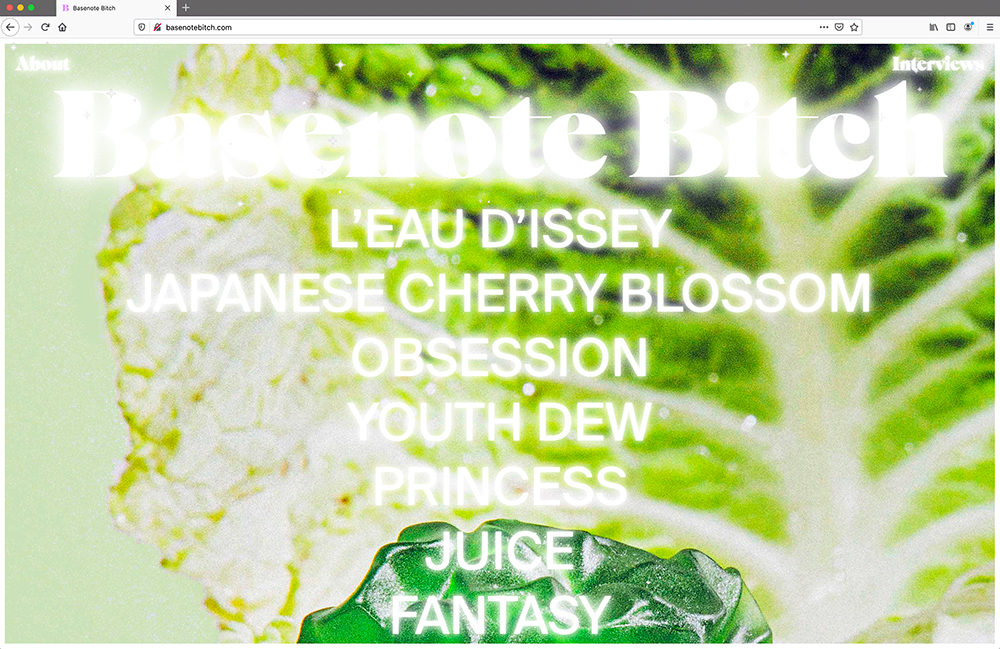 Basenote Bitch
basenotebitch.com
About
Interviews
Basenote Bitch
L'EAU D'ISSEY
JAPANESE CHERRY BLOSSOM
OBSESSION
YOUTH DEW
PRINCESS
JUICE
FANTASY